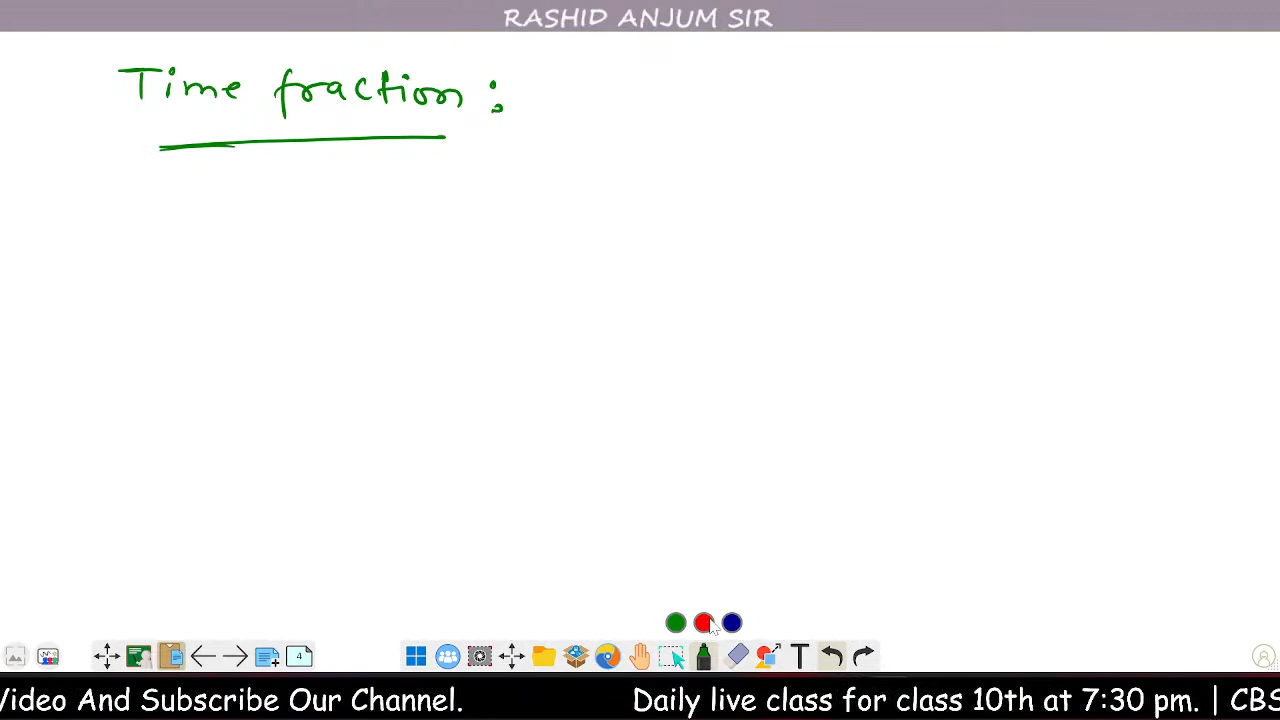 RASHID ANJUM SIR
Time fraction :
4
T
Video And Subscribe Our Channel. Daily live class for class 10th at 7:30 pm. | CBS